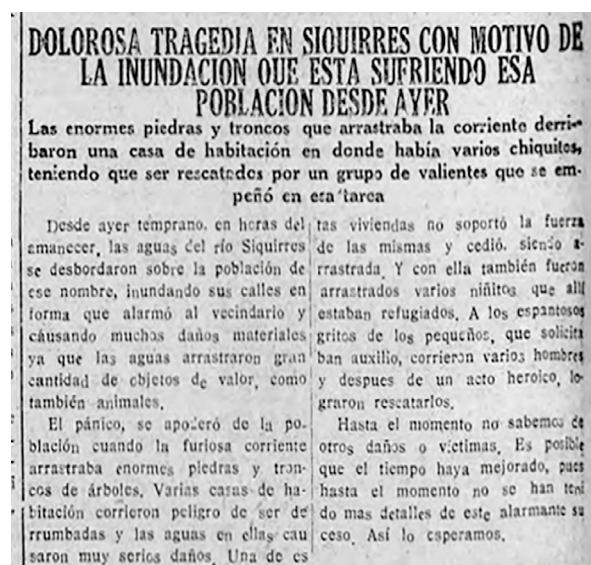 DOLOROSA TRAGEDIA EN SIQUIRRES CON MOTIVO DE
LA INUNDACION QUE ESTA SUFRIENDO ESA
POBLACION DESDE AYER
Las enormes piedras y troncos que arrastraba la corriente derri-
baron una casa de habitación en donde había varios chiquitos,
teniendo que ser rescatados por un grupo de valientes que se em-
peñó en esa tarea
Desde ayer temprano, en horas del
amanecer, las aguas del río Siquirres
se desbordaron sobre la población de
ese nombre, inundando sus calles en
forma que alarmó al vecindario y
causando muchos daños materiales
ya que las aguas arrastraron gran
cantidad de objetos de valor, como
también animales.
El pánico, se apoderó de la po-
blación cuando la furiosa corriente
arrastraba enormes piedras y tron-
cos de árboles. Varias casas de ha-
bitación corrieron peligro de ser de
rrumbadas y las aguas en ellas cau
saron muy serios daños. Una de es
tas viviendas no soportó la fuerza
de las mismas y cedió, siendo a-
rrastrada. Y con ella también fueron
arrastrados varios niñitos, que allí
estaban refugiados. A los espantosos
gritos de los pequeños, que solicita
ban auxilio, corrieron varios hombres
y despues de un acto heroico, lo-
graron rescatarlos.
Hasta el momento no sabemos de
otros daños o víctimas. Es posible
que el tiempo haya mejorado, pues
hasta el momento no se han teni
do mas detalles de este alarmante su
ceso. Así lo esperamos.